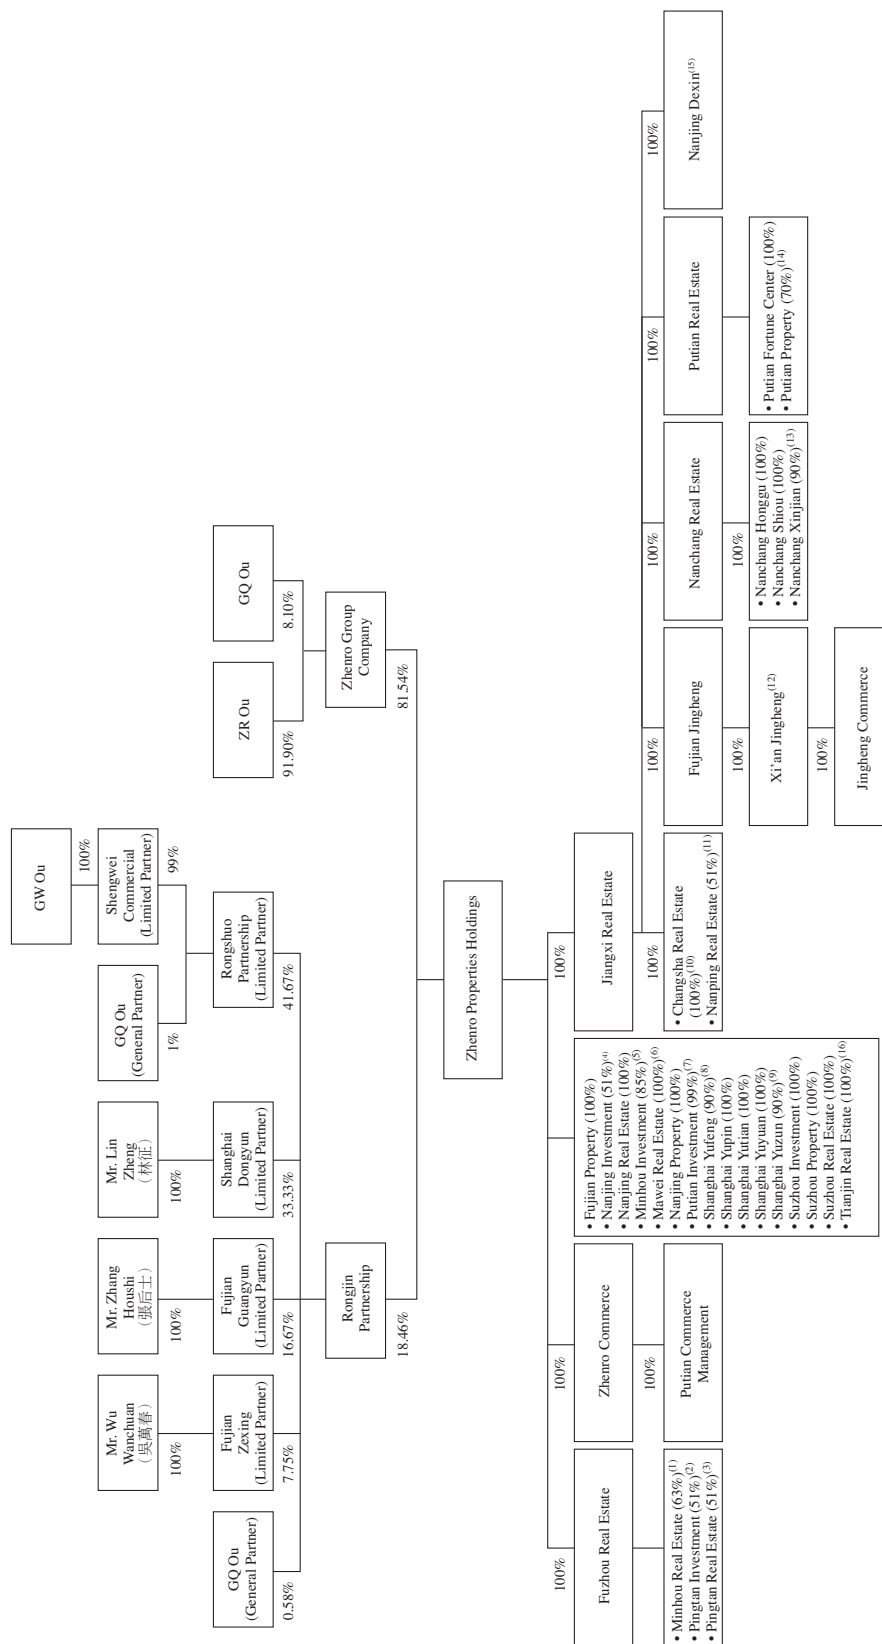 GW Ou
100%
Mr. Wu
Wanchuan
(吳萬春)
Mr. Zhang
Houshi
(張后士)
Mr. Lin
Zheng
(林征)
GQ Ou
(General Partner)
Shengwei
Commercial
(Limited Partner)
100%
100%
100%
1%
99%
GQ Ou
(General Partner)
Fujian
Zexing
(Limited Partner)
Fujian
Guangyun
(Limited Partner)
Shanghai
Dongyun
(Limited Partner)
Rongshuo
Partnership
(Limited Partner)
ZR Ou
GQ Ou
0.58%
7.75%
16.67%
33.33%
41.67%
91.90%
8.10%
Rongjin
Partnership
Zhenro Group
Company
18.46%
81.54%
Zhenro Properties Holdings
100%
100%
100%
Fuzhou Real Estate
Zhenro Commerce
• Fujian Property (100%)
• Nanjing Investment (51%)(4)
• Nanjing Real Estate (100%)
• Minhou Investment (85%)(5)
• Mawei Real Estate (100%)(6)
• Nanjing Property (100%)
• Putian Investment (99%)(7)
• Shanghai Yufeng (90%)(8)
• Shanghai Yupin (100%)
• Shanghai Yutian (100%)
• Shanghai Yuyuan (100%)
• Shanghai Yuzun (90%)(9)
• Suzhou Investment (100%)
• Suzhou Property (100%)
• Suzhou Real Estate (100%)
• Tianjin Real Estate (100%)(16)
Jiangxi Real Estate
100%
100%
100%
100%
100%
100%
• Minhou Real Estate (63%)(1)
• Pingtan Investment (51%)(2)
• Pingtan Real Estate (51%)(3)
Putian Commerce
Management
• Changsha Real Estate
(100%)(10)
• Nanping Real Estate (51%)(11)
Fujian Jingheng
Nanchang Real Estate
Putian Real Estate
Nanjing Dexin(15)
100%
100%
Xi'an Jingheng(12)
• Nanchang Honggu (100%)
• Nanchang Shiou (100%)
• Nanchang Xinjian (90%)(13)
• Putian Fortune Center (100%)
• Putian Property (70%)(14)
100%
Jingheng Commerce